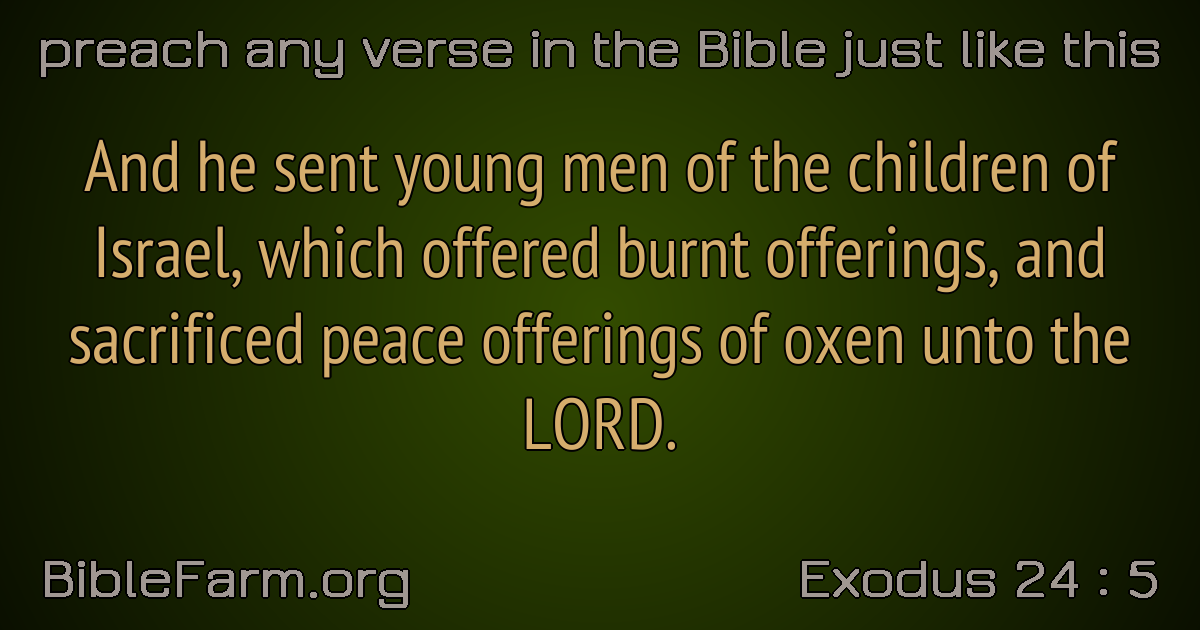 preach any verse in the Bible just like this
And he sent young men of the children of
Israel, which offered burnt offerings, and
sacrificed peace offerings of oxen unto the
LORD.
BibleFarm.org
Exodus 24 : 5